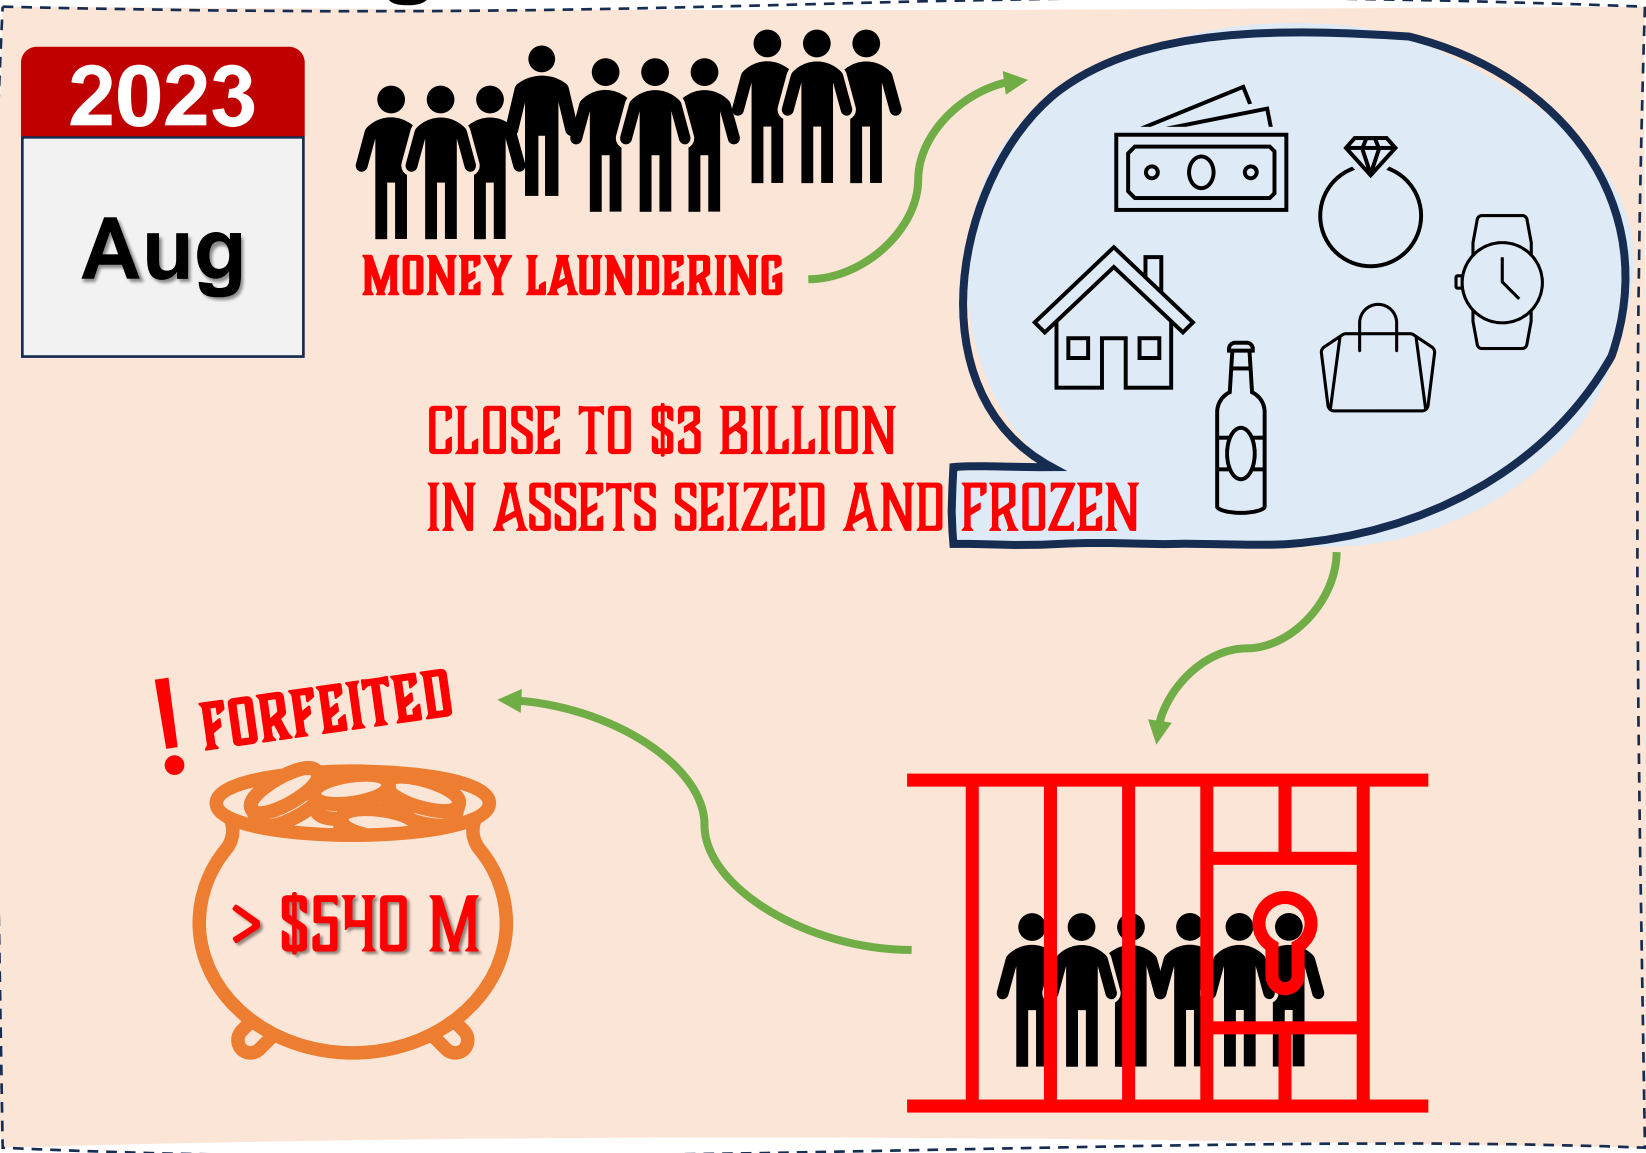 2023
Aug
MONEY LAUNDERING
CLOSE TO $3 BILLION
IN ASSETS SEIZED AND FROZEN
! FORFEITED
> $540 M